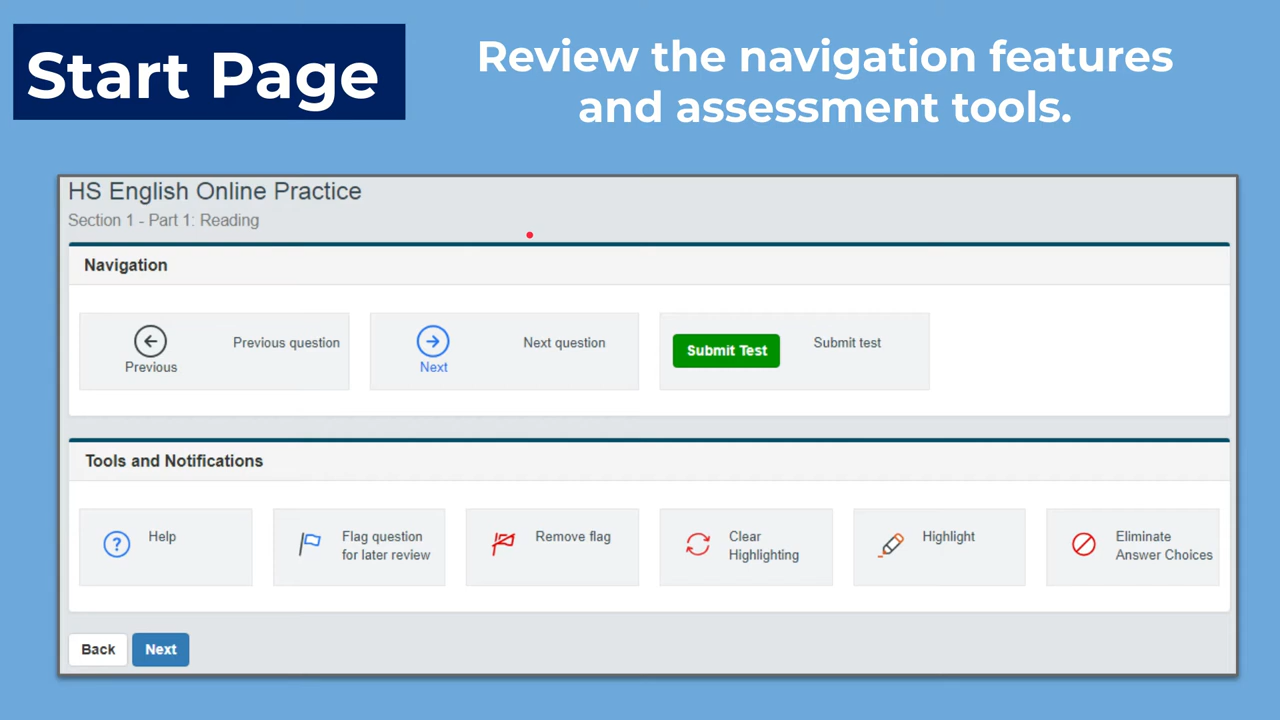 Start Page
Review the navigation features
and assessment tools.
HS English Online Practice
Section 1 - Part 1: Reading
Navigation
Previous
Previous question
Next
Next question
Submit Test
Submit test
Tools and Notifications
?
Help
Flag question
for later review
Remove flag
Clear
Highlighting
Highlight
Eliminate
Answer Choices
Back
Next